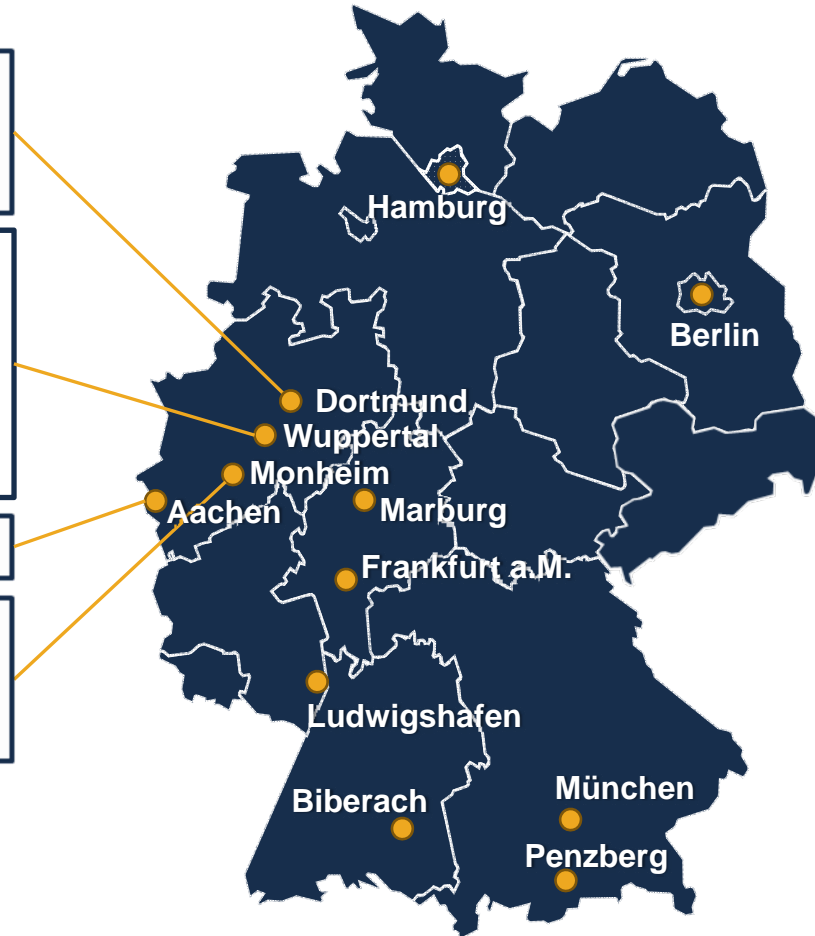 Hamburg
Berlin
Dortmund
Wuppertal
Monheim
Aachen
Marburg
Frankfurt a.M.
Ludwigshafen
München
Biberach
Penzberg